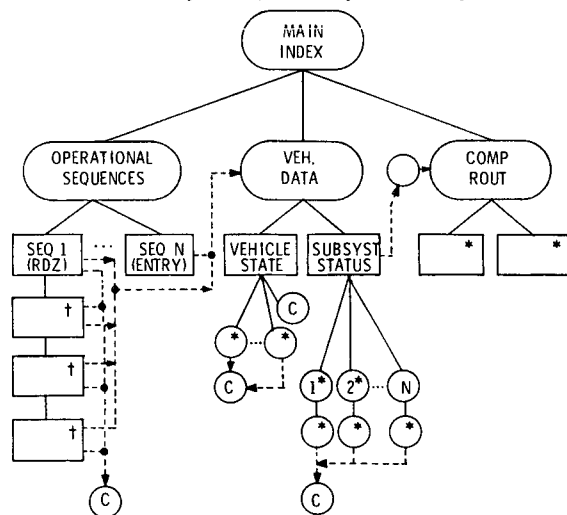 MAIN
INDEX
OPERATIONAL
SEQUENCES
VEH.
DATA
COMP
ROUT
SEQ 1
(RDZ)
...
SEQ N
(ENTRY)
VEHICLE
STATE
SUBSYST
STATUS
*
*
†
C
*
...
*
†
C
1*
2*
...
N
†
*
*
*
C
C